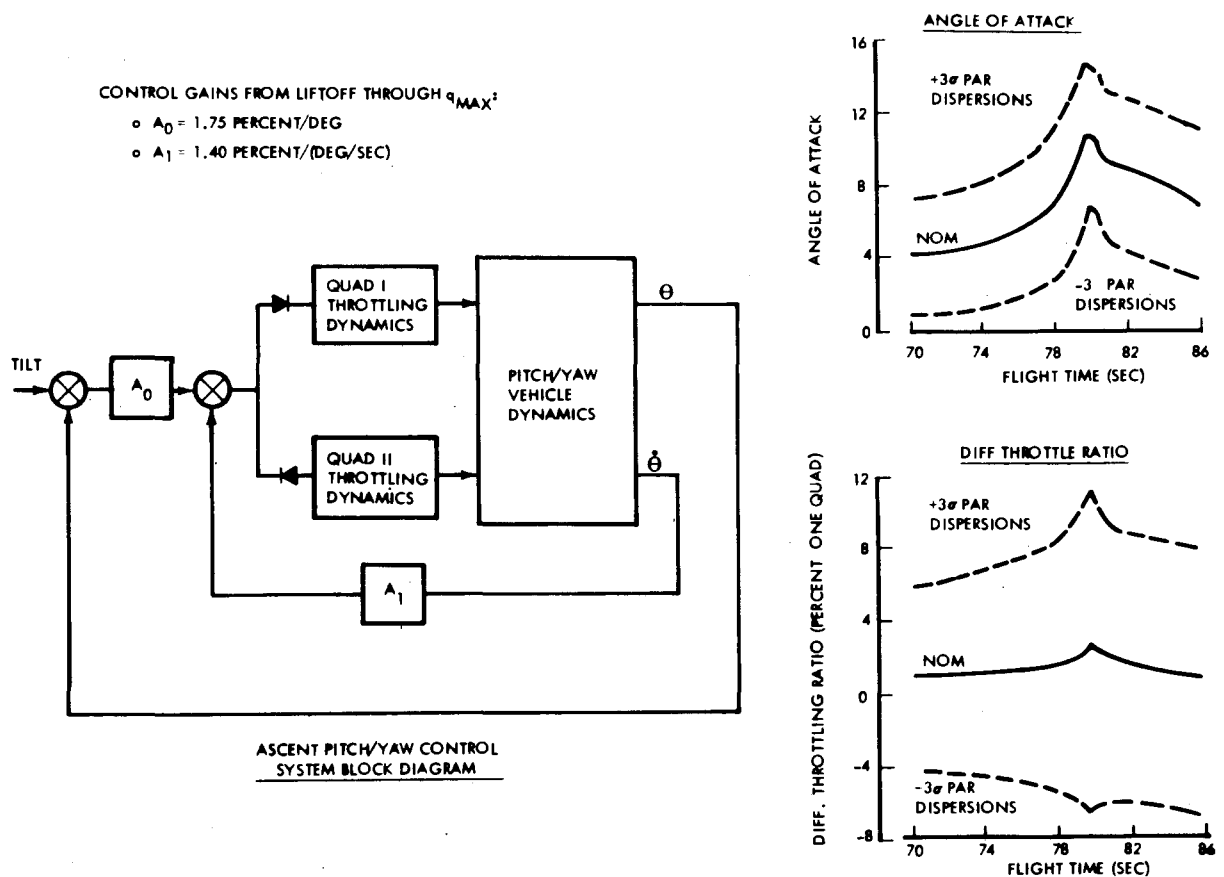 CONTROL GAINS FROM LIFTOFF THROUGH qMAX:
o A0 = 1.75 PERCENT/DEG
o A1 = 1.40 PERCENT/(DEG/SEC)
TILT
A0
QUAD I
THROTTLING
DYNAMICS
QUAD II
THROTTLING
DYNAMICS
PITCH/YAW
VEHICLE
DYNAMICS
Θ
Θ̇
A1
ASCENT PITCH/YAW CONTROL
SYSTEM BLOCK DIAGRAM
ANGLE OF ATTACK
ANGLE OF ATTACK
16
12
8
4
0
+3σ PAR
DISPERSIONS
NOM
-3 PAR
DISPERSIONS
70 74 78 82 86
FLIGHT TIME (SEC)
DIFF THROTTLE RATIO
DIFF. THROTTLING RATIO (PERCENT ONE QUAD)
12
8
4
0
-4
-8
+3σ PAR
DISPERSIONS
NOM
-3σ PAR
DISPERSIONS
70 74 78 82 86
FLIGHT TIME (SEC)